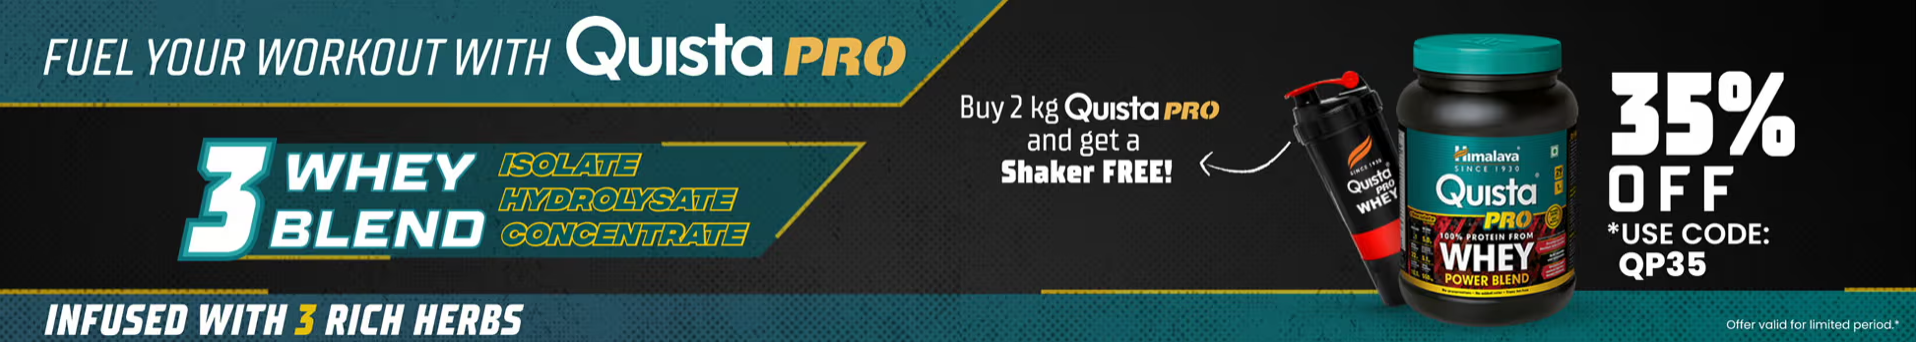 FUEL YOUR WORKOUT WITH Quista PRO
3 WHEY BLEND
ISOLATE
HYDROLYSATE
CONCENTRATE
INFUSED WITH 3 RICH HERBS
Buy 2 kg Quista PRO
and get a
Shaker FREE!
SINCE 1930
Quista
PRO
WHEY
Himalaya
SINCE 1930
Quista
PRO
100% PROTEIN FROM
WHEY
POWER BLEND
35%
OFF
*USE CODE:
QP35
Offer valid for limited period.*